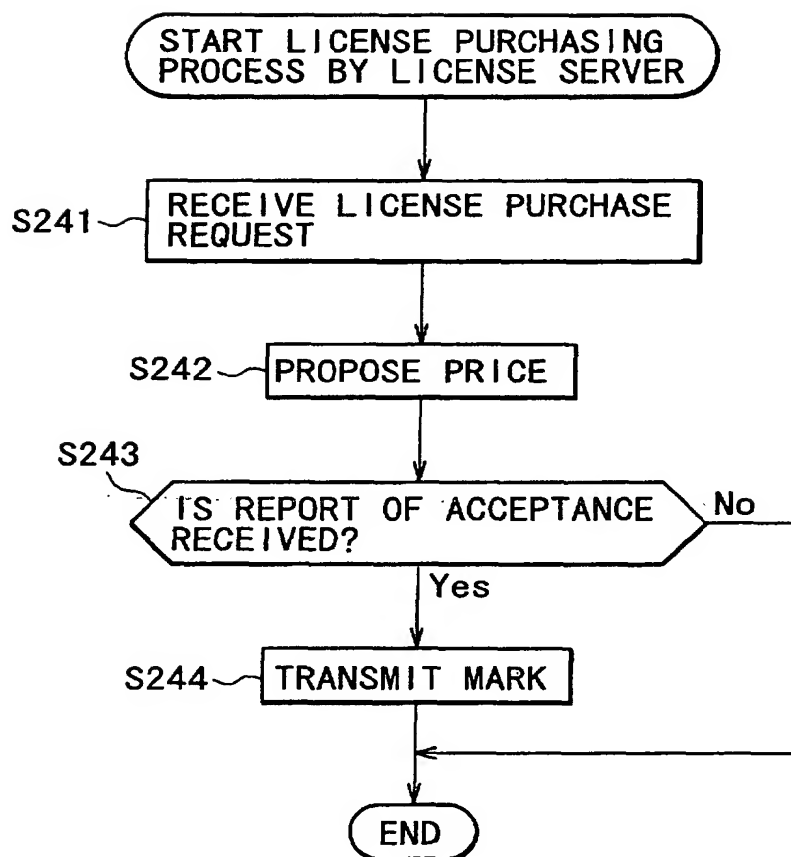 START LICENSE PURCHASING
PROCESS BY LICENSE SERVER
S241
RECEIVE LICENSE PURCHASE
REQUEST
S242
PROPOSE PRICE
S243
IS REPORT OF ACCEPTANCE
RECEIVED?
No
Yes
S244
TRANSMIT MARK
END